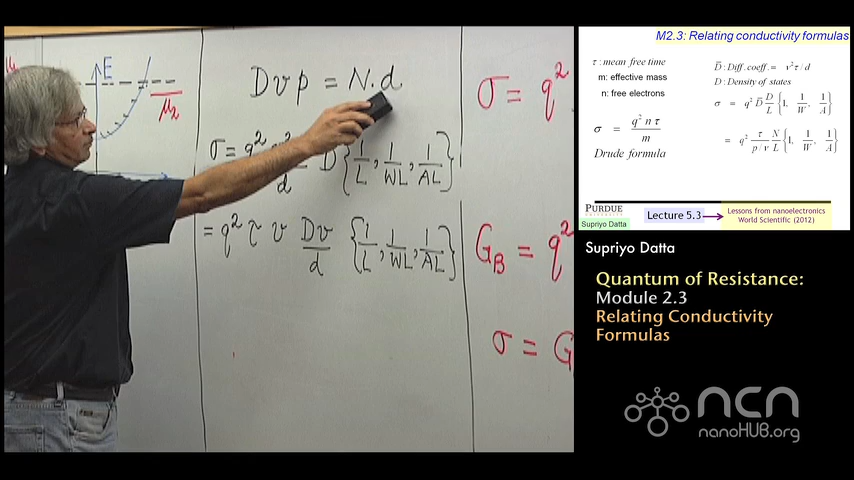 E
μ2
D v p = N.d
σ = q²
D { 1/L , 1/WL , 1/AL }
= q² τ v Dv/d { 1/L , 1/WL , 1/AL }
σ = q²
G_B = q²
σ = G
M2.3: Relating conductivity formulas
τ : mean free time
m: effective mass
n: free electrons
σ = q² n τ / m
Drude formula
D̄ : Diff. coeff. = v²τ / d
D : Density of states
σ = q² D̄ D/L { 1, 1/W, 1/A }
= q² τ/(p/v) N/L { 1, 1/W, 1/A }
PURDUE
UNIVERSITY
Supriyo Datta
Lecture 5.3
Lessons from nanoelectronics
World Scientific (2012)
Supriyo Datta
Quantum of Resistance:
Module 2.3
Relating Conductivity
Formulas
ncn
nanoHUB.org